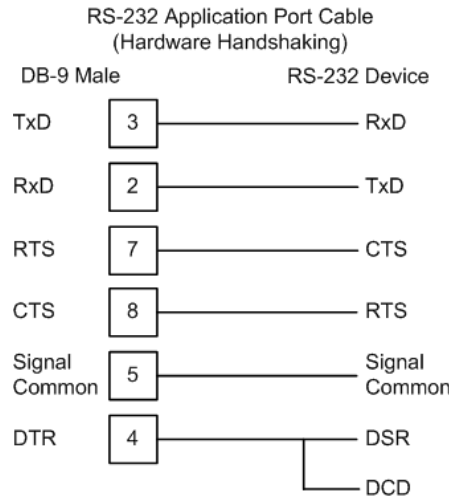 RS-232 Application Port Cable
(Hardware Handshaking)
DB-9 Male RS-232 Device
TxD 3 RxD
RxD 2 TxD
RTS 7 CTS
CTS 8 RTS
Signal Common 5 Signal Common
DTR 4 DSR
DCD